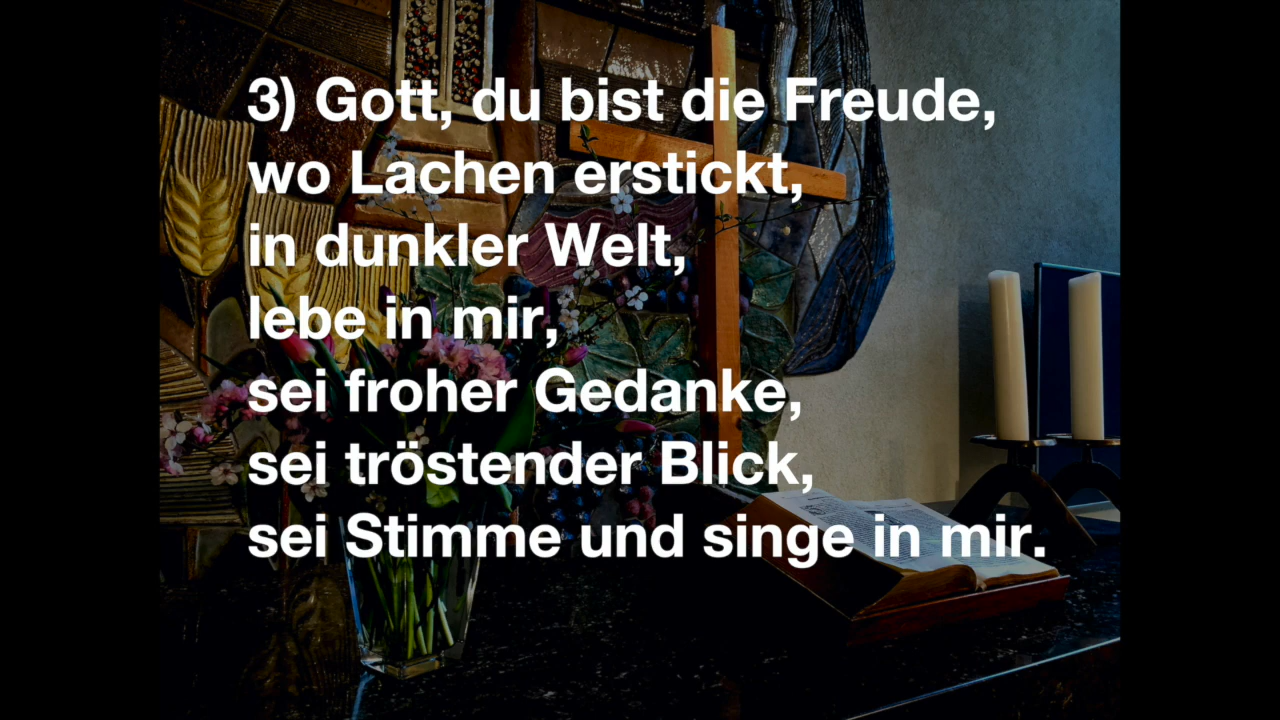 3) Gott, du bist die Freude,
wo Lachen erstickt,
in dunkler Welt,
lebe in mir,
sei froher Gedanke,
sei tröstender Blick,
sei Stimme und singe in mir.